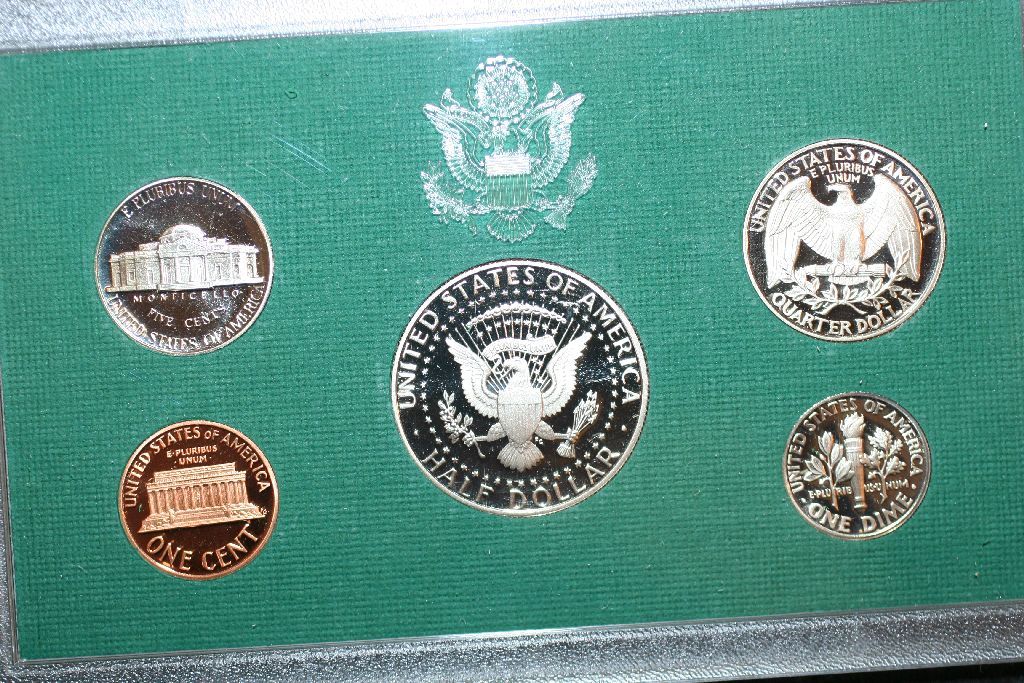 E PLURIBUS UNUM
MONTICELLO
FIVE CENTS
UNITED STATES OF AMERICA
UNITED STATES OF AMERICA
E PLURIBUS
UNUM
QUARTER DOLLAR
UNITED STATES OF AMERICA
HALF DOLLAR
UNITED STATES OF AMERICA
E·PLURIBUS
UNUM
ONE CENT
UNITED STATES OF AMERICA
E PLURIBUS UNUM
ONE DIME